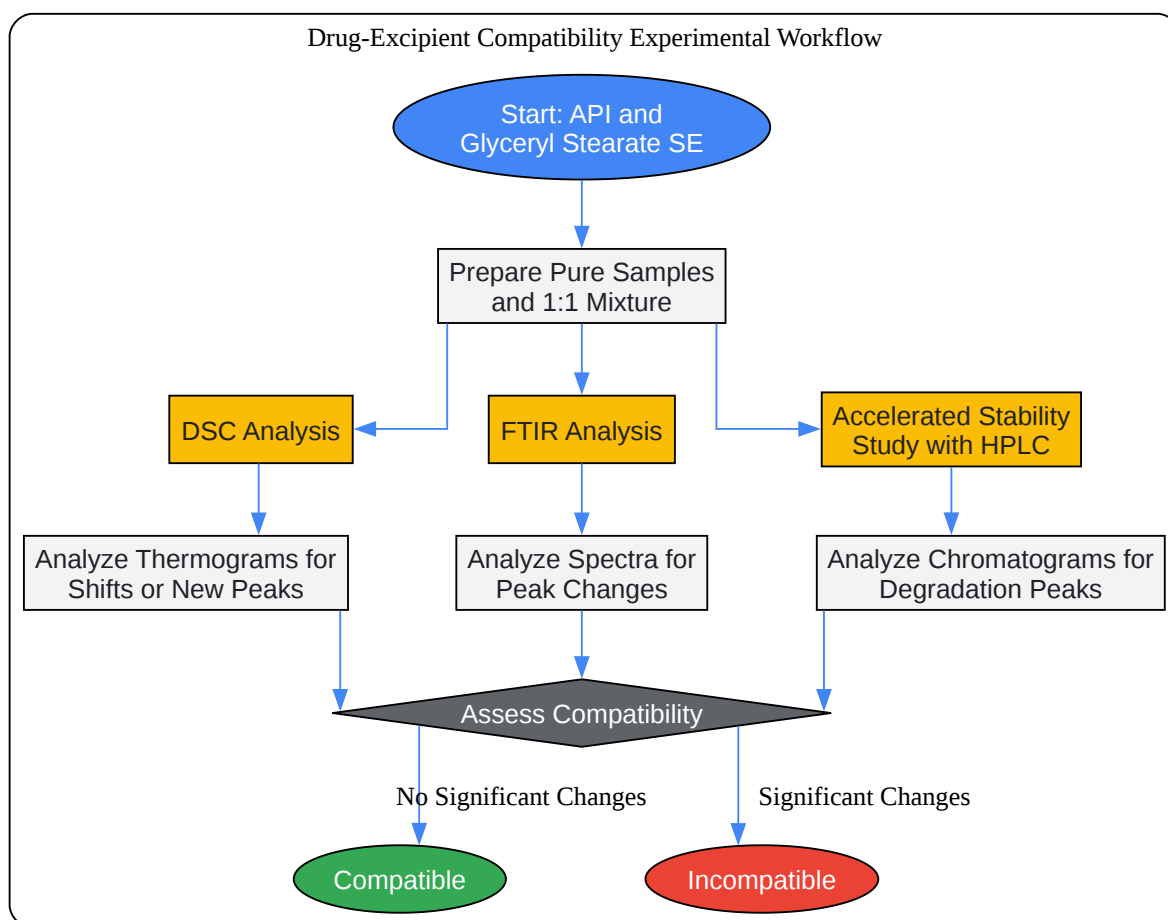 Drug-Excipient Compatibility Experimental Workflow
Start: API and
Glyceryl Stearate SE
Prepare Pure Samples
and 1:1 Mixture
DSC Analysis
FTIR Analysis
Accelerated Stability
Study with HPLC
Analyze Thermograms for
Shifts or New Peaks
Analyze Spectra for
Peak Changes
Analyze Chromatograms for
Degradation Peaks
Assess Compatibility
No Significant Changes
Significant Changes
Compatible
Incompatible